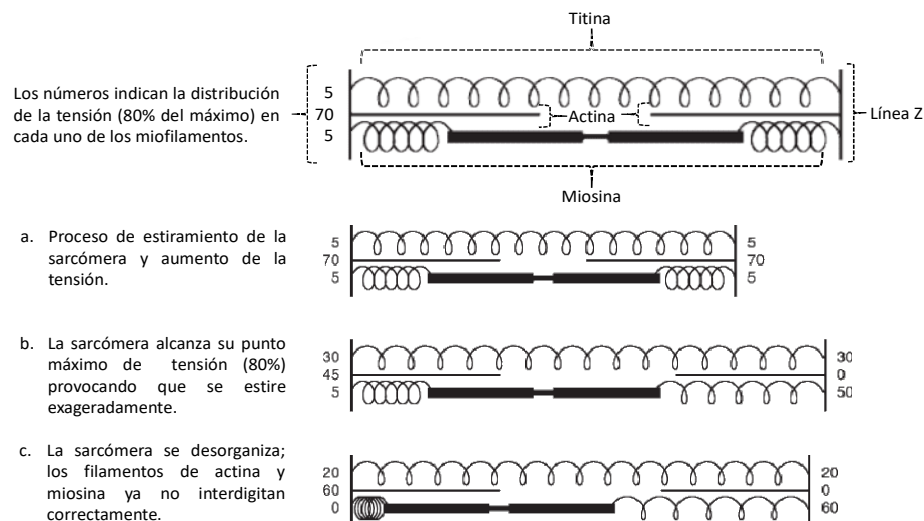 Titina
Los números indican la distribución
de la tensión (80% del máximo) en
cada uno de los miofilamentos.
5
70
5
Actina
Línea Z
Miosina
a. Proceso de estiramiento de la
sarcómera y aumento de la
tensión.
5
70
5
5
70
5
b. La sarcómera alcanza su punto
máximo de tensión (80%)
provocando que se estire
exageradamente.
30
45
5
30
0
50
c. La sarcómera se desorganiza;
los filamentos de actina y
miosina ya no interdigitan
correctamente.
20
60
0
20
0
60